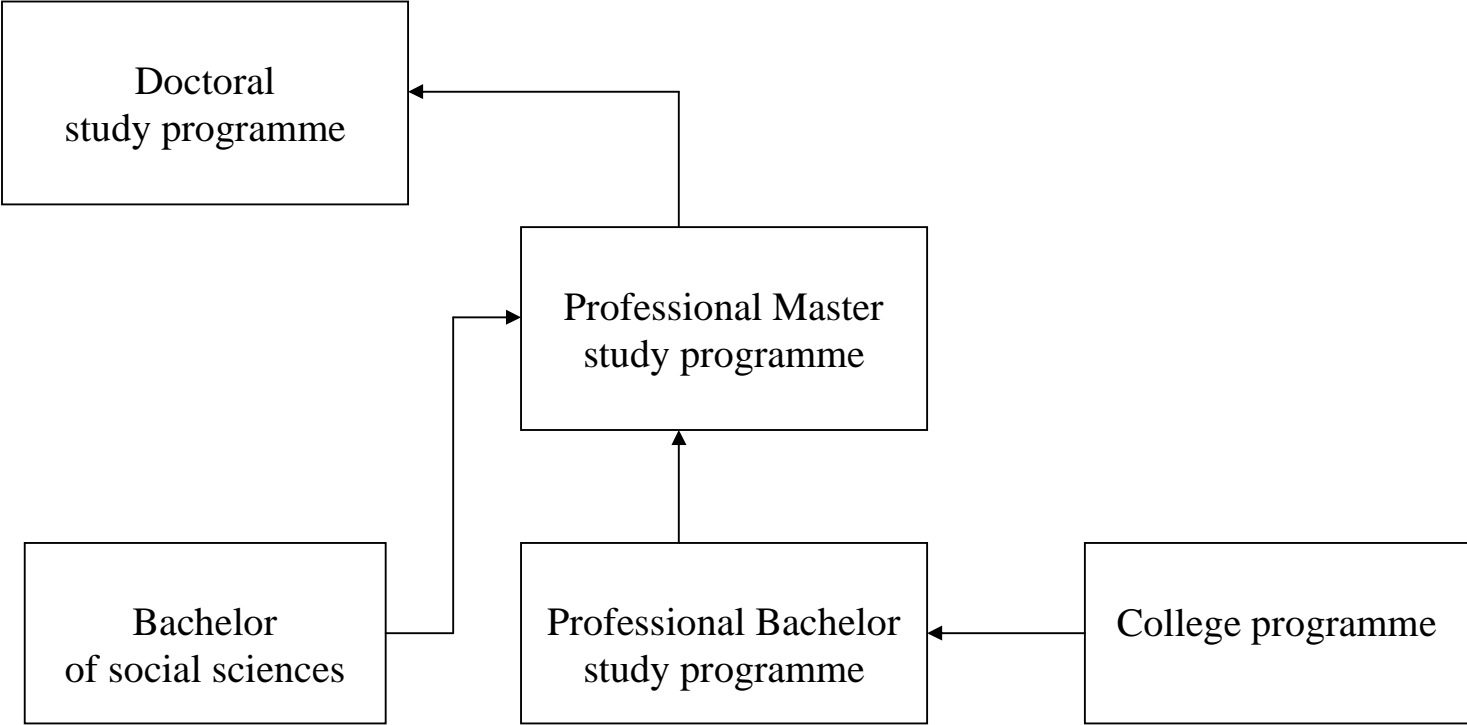 Doctoral
study programme
Professional Master
study programme
Bachelor
of social sciences
Professional Bachelor
study programme
College programme